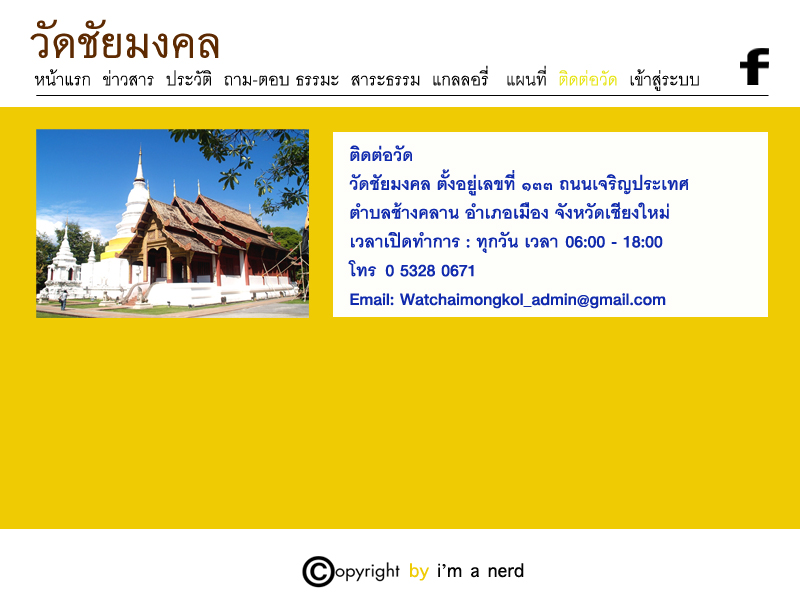 วัดชัยมงคล
หน้าแรก ข่าวสาร ประวัติ ถาม-ตอบ ธรรมะ สาระธรรม แกลลอรี่ แผนที่ ติดต่อวัด เข้าสู่ระบบ
f
ติดต่อวัด
วัดชัยมงคล ตั้งอยู่เลขที่ ๑๓๓ ถนนเจริญประเทศ
ตำบลช้างคลาน อำเภอเมือง จังหวัดเชียงใหม่
เวลาเปิดทำการ : ทุกวัน เวลา 06:00 - 18:00
โทร 0 5328 0671
Email: Watchaimongkol_admin@gmail.com
©opyright by i'm a nerd